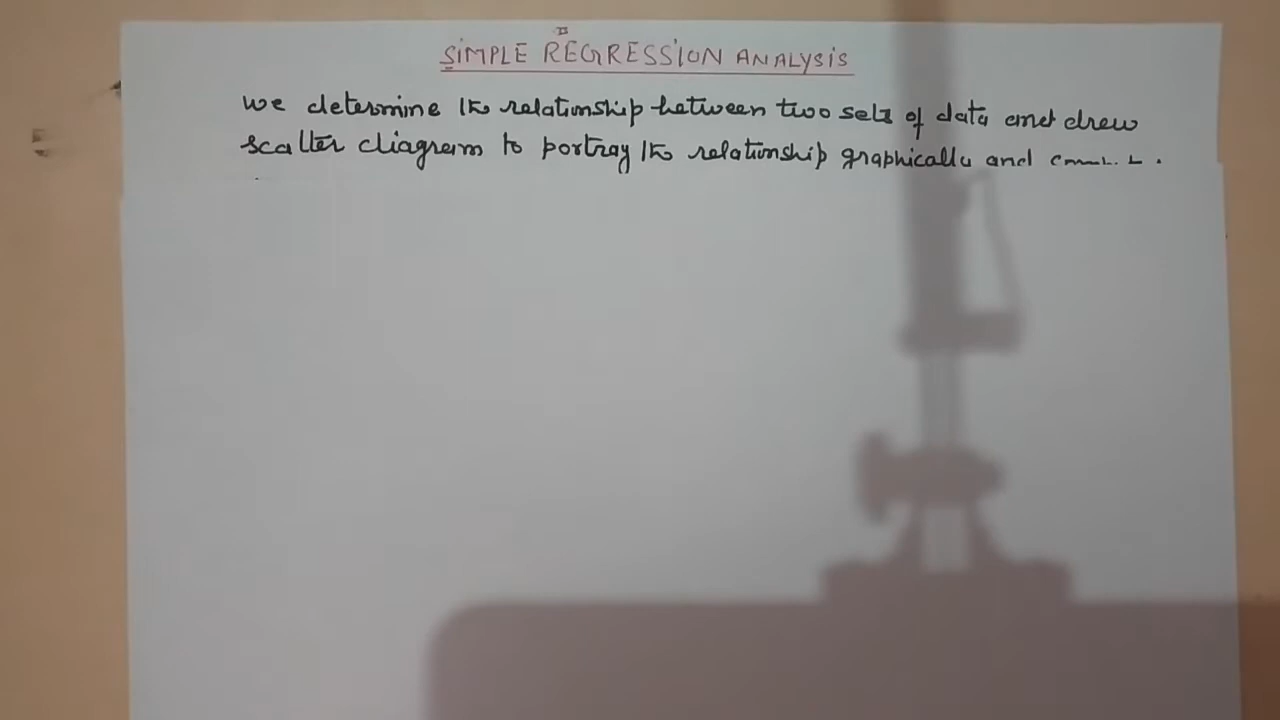 II
SIMPLE REGRESSION ANALYSIS
we determine the relationship between two sets of data and drew
scatter diagram to portray the relationship graphically and